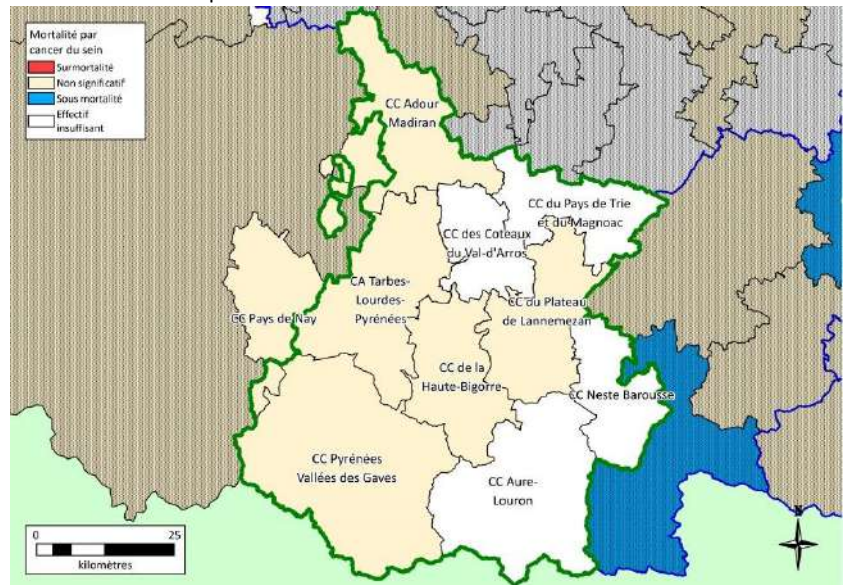 Mortalité par
cancer du sein
Surmortalité
Non significatif
Sous mortalité
Effectif
insuffisant
CC Adour
Madiran
CC du Pays de Trie
et du Magnoac
CC des Coteaux
du Val-d'Arros
CA Tarbes-
Lourdes-
Pyrénées
CC du Plateau
de Lannemezan
CC Pays de Nay
CC de la
Haute-Bigorre
CC Neste Barousse
CC Pyrénées
Vallées des Gaves
CC Aure-
Louron
0 25
kilomètres
N